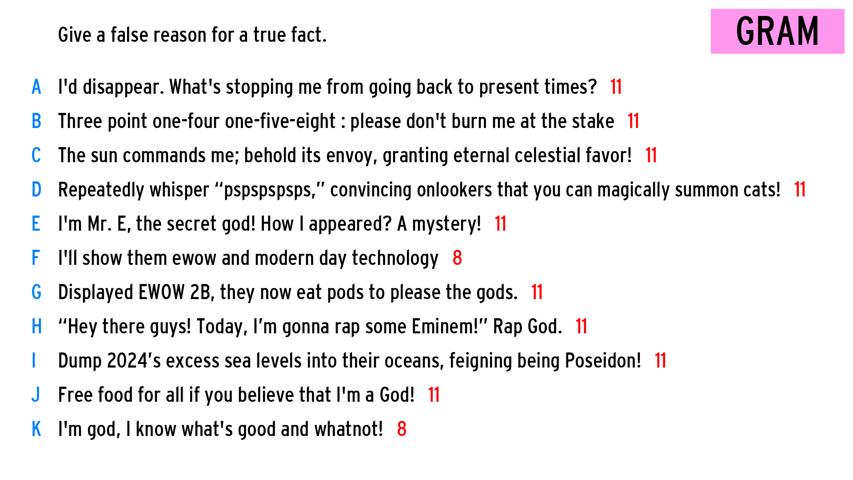 Give a false reason for a true fact.
GRAM
A I'd disappear. What's stopping me from going back to present times? 11
B Three point one-four one-five-eight : please don't burn me at the stake 11
C The sun commands me; behold its envoy, granting eternal celestial favor! 11
D Repeatedly whisper “pspspspsps,” convincing onlookers that you can magically summon cats! 11
E I'm Mr. E, the secret god! How I appeared? A mystery! 11
F I'll show them ewow and modern day technology 8
G Displayed EWOW 2B, they now eat pods to please the gods. 11
H “Hey there guys! Today, I’m gonna rap some Eminem!” Rap God. 11
I Dump 2024’s excess sea levels into their oceans, feigning being Poseidon! 11
J Free food for all if you believe that I'm a God! 11
K I'm god, I know what's good and whatnot! 8